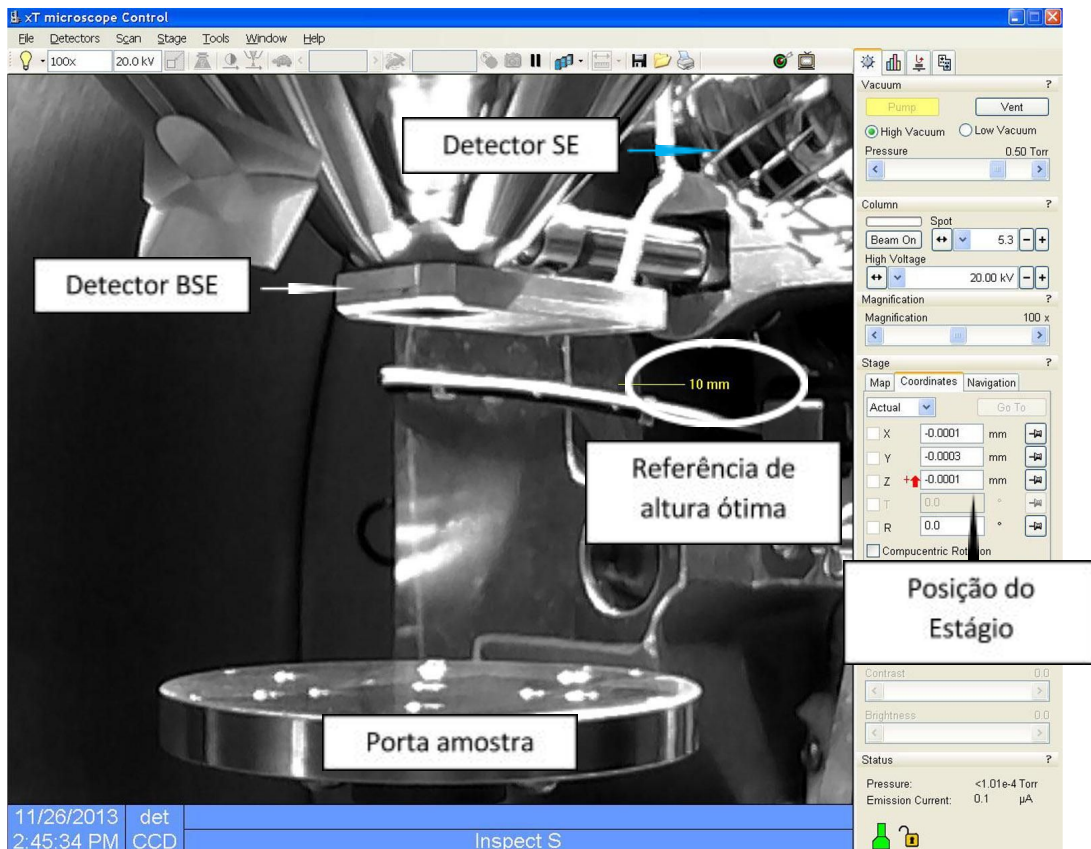 xT microscope Control
File Detectors Scan Stage Tools Window Help
100x 20.0 kV
Detector SE
Detector BSE
10 mm
Referência de
altura ótima
Porta amostra
11/26/2013 det
2:45:34 PM CCD Inspect S
Vacuum ?
Pump Vent
High Vacuum Low Vacuum
Pressure 0.50 Torr
Column ?
Spot
Beam On 5.3
High Voltage
20.00 kV
Magnification ?
Magnification 100 x
Stage ?
Map Coordinates Navigation
Actual Go To
X -0.0001 mm
Y -0.0003 mm
Z -0.0001 mm
T 0.0 °
R 0.0 °
Compucentric
Posição do
Estágio
Contrast 0.0
Brightness 0.0
Status ?
Pressure: <1.01e-4 Torr
Emission Current: 0.1 µA